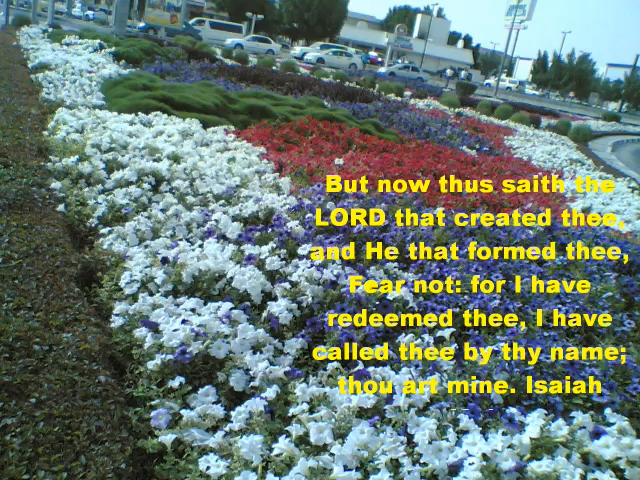 But now thus saith the
LORD that created thee,
and He that formed thee,
Fear not: for I have
redeemed thee, I have
called thee by thy name;
thou art mine. Isaiah